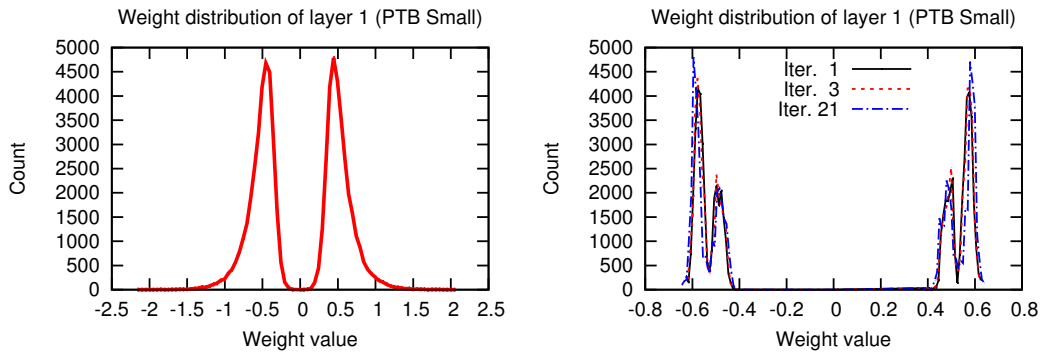 Weight distribution of layer 1 (PTB Small)
5000
4500
4000
3500
3000
2500
2000
1500
1000
500
0
Count
-2.5 -2 -1.5 -1 -0.5 0 0.5 1 1.5 2 2.5
Weight value
Weight distribution of layer 1 (PTB Small)
5000
4500
4000
3500
3000
2500
2000
1500
1000
500
0
Count
Iter. 1
Iter. 3
Iter. 21
-0.8 -0.6 -0.4 -0.2 0 0.2 0.4 0.6 0.8
Weight value